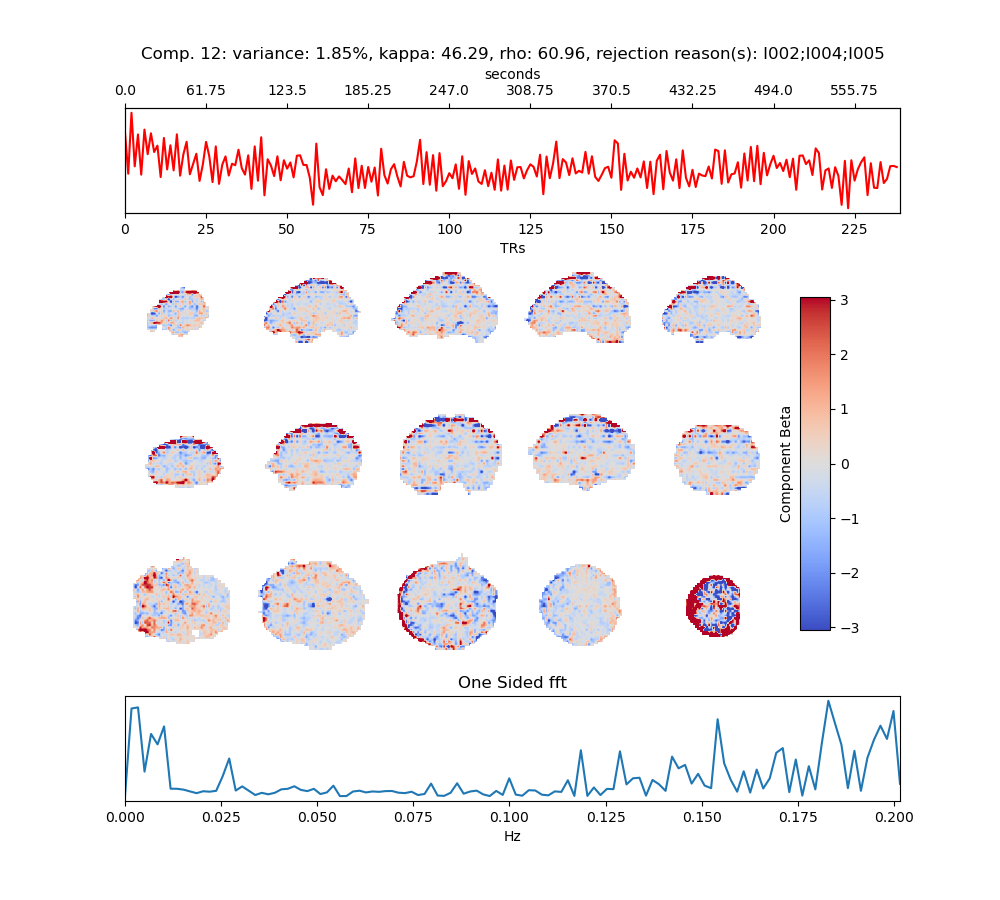 Comp. 12: variance: 1.85%, kappa: 46.29, rho: 60.96, rejection reason(s): I002;I004;I005
seconds
0.0 61.75 123.5 185.25 247.0 308.75 370.5 432.25 494.0 555.75
0 25 50 75 100 125 150 175 200 225
TRs
3
2
1
0
−1
−2
−3
Component Beta
One Sided fft
0.000 0.025 0.050 0.075 0.100 0.125 0.150 0.175 0.200
Hz